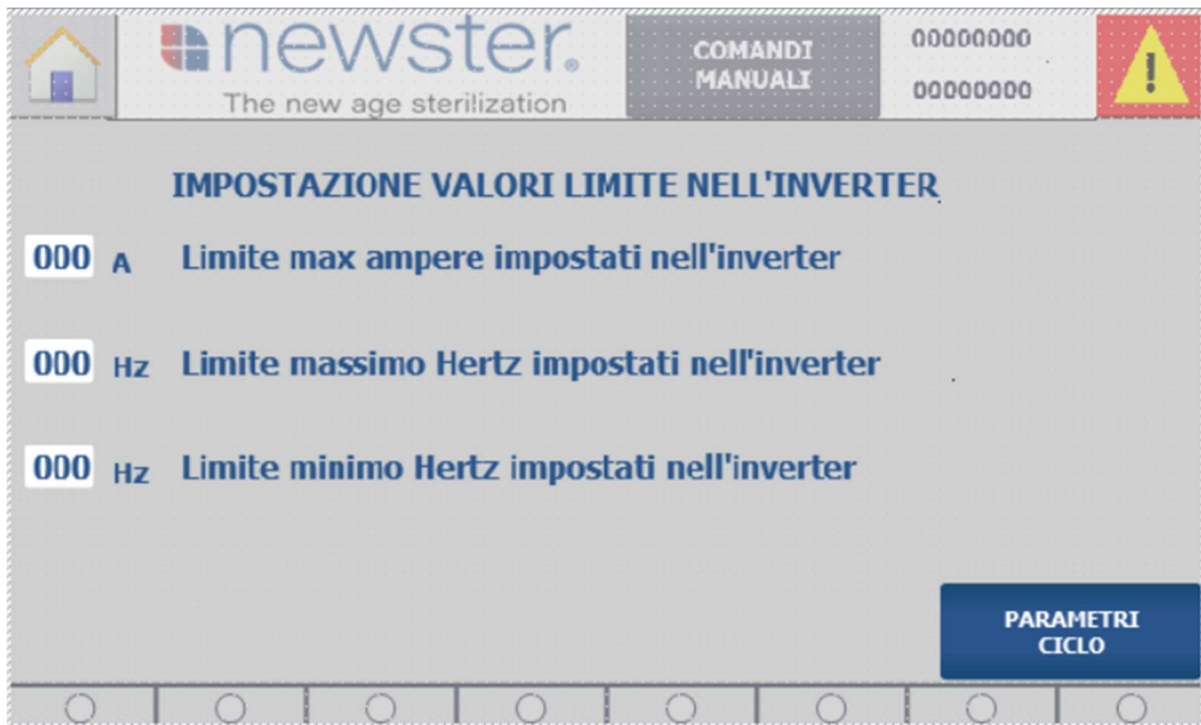 newster®
The new age sterilization
COMANDI
MANUALI
00000000
00000000
!
IMPOSTAZIONE VALORI LIMITE NELL'INVERTER
000 A Limite max ampere impostati nell'inverter
000 Hz Limite massimo Hertz impostati nell'inverter
000 Hz Limite minimo Hertz impostati nell'inverter
PARAMETRI
CICLO